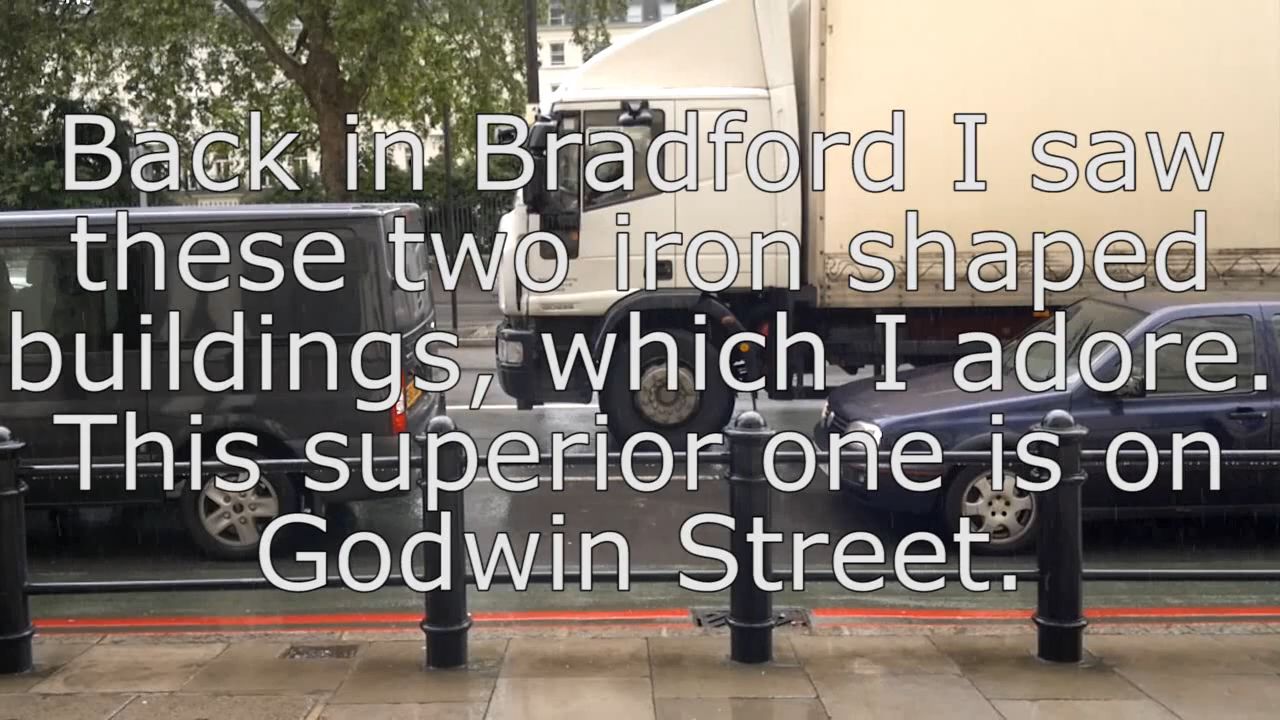 Back in Bradford I saw
these two iron shaped
buildings, which I adore.
This superior one is on
Godwin Street.